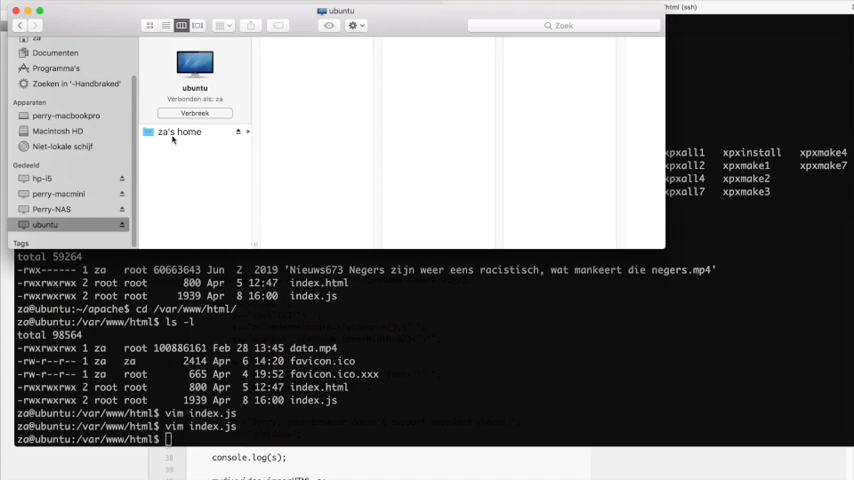 ubuntu
html (ssh)
Zoek
za
Documenten
Programma's
Zoeken in '-Handbraked'
Apparaten
perry-macbookpro
Macintosh HD
Niet-lokale schijf
Gedeeld
hp-i5
perry-macmini
Perry-NAS
ubuntu
Tags
ubuntu
Verbonden als: za
Verbreek
za's home
xpxall1 xpxinstall xpxmake4
xpxall2 xpxmake1 xpxmake7
xpxall4 xpxmake2
xpxall7 xpxmake3
total 59264
-rwx------ 1 za root 60663643 Jun 2 2019 'Nieuws673 Negers zijn weer eens racistisch, wat mankeert die negers.mp4'
-rwxrwxrwx 2 root root 800 Apr 5 12:47 index.html
-rwxrwxrwx 2 root root 1939 Apr 8 16:00 index.js
za@ubuntu:~/apache$ cd /var/www/html/
za@ubuntu:/var/www/html$ ls -l
total 98564
-rwxrwxrwx 1 root root 100886161 Feb 28 13:45 data.mp4
-rw-r--r-- 1 za za 2414 Apr 6 14:20 favicon.ico
-rw-r--r-- 1 root root 665 Apr 4 19:52 favicon.ico.xxx
-rwxrwxrwx 2 root root 800 Apr 5 12:47 index.html
-rwxrwxrwx 2 root root 1939 Apr 8 16:00 index.js
za@ubuntu:/var/www/html$ vim index.js
za@ubuntu:/var/www/html$ vim index.js
za@ubuntu:/var/www/html$
38 console.log(s);